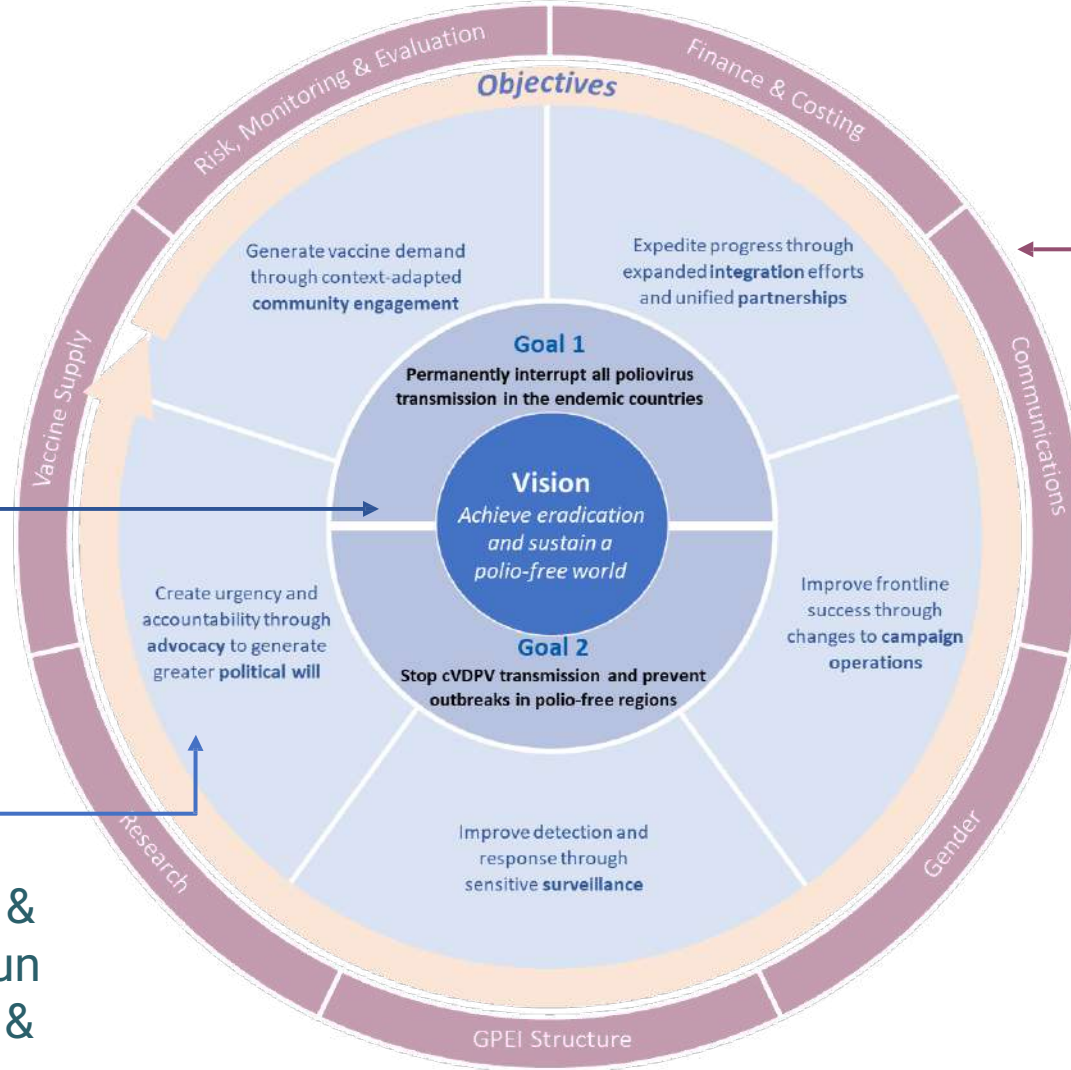 Risk, Monitoring & Evaluation
Finance & Costing
Objectives
Generate vaccine demand
through context-adapted
community engagement
Expedite progress through
expanded integration efforts
and unified partnerships
Goal 1
Permanently interrupt all poliovirus
transmission in the endemic countries
Vaccine Supply
Communications
Vision
Achieve eradication
and sustain a
polio-free world
Create urgency and
accountability through
advocacy to generate
greater political will
Improve frontline
success through
changes to campaign
operations
Goal 2
Stop cVDPV transmission and prevent
outbreaks in polio-free regions
Improve detection and
response through
sensitive surveillance
Research
Gender
GPEI Structure
&
un
&